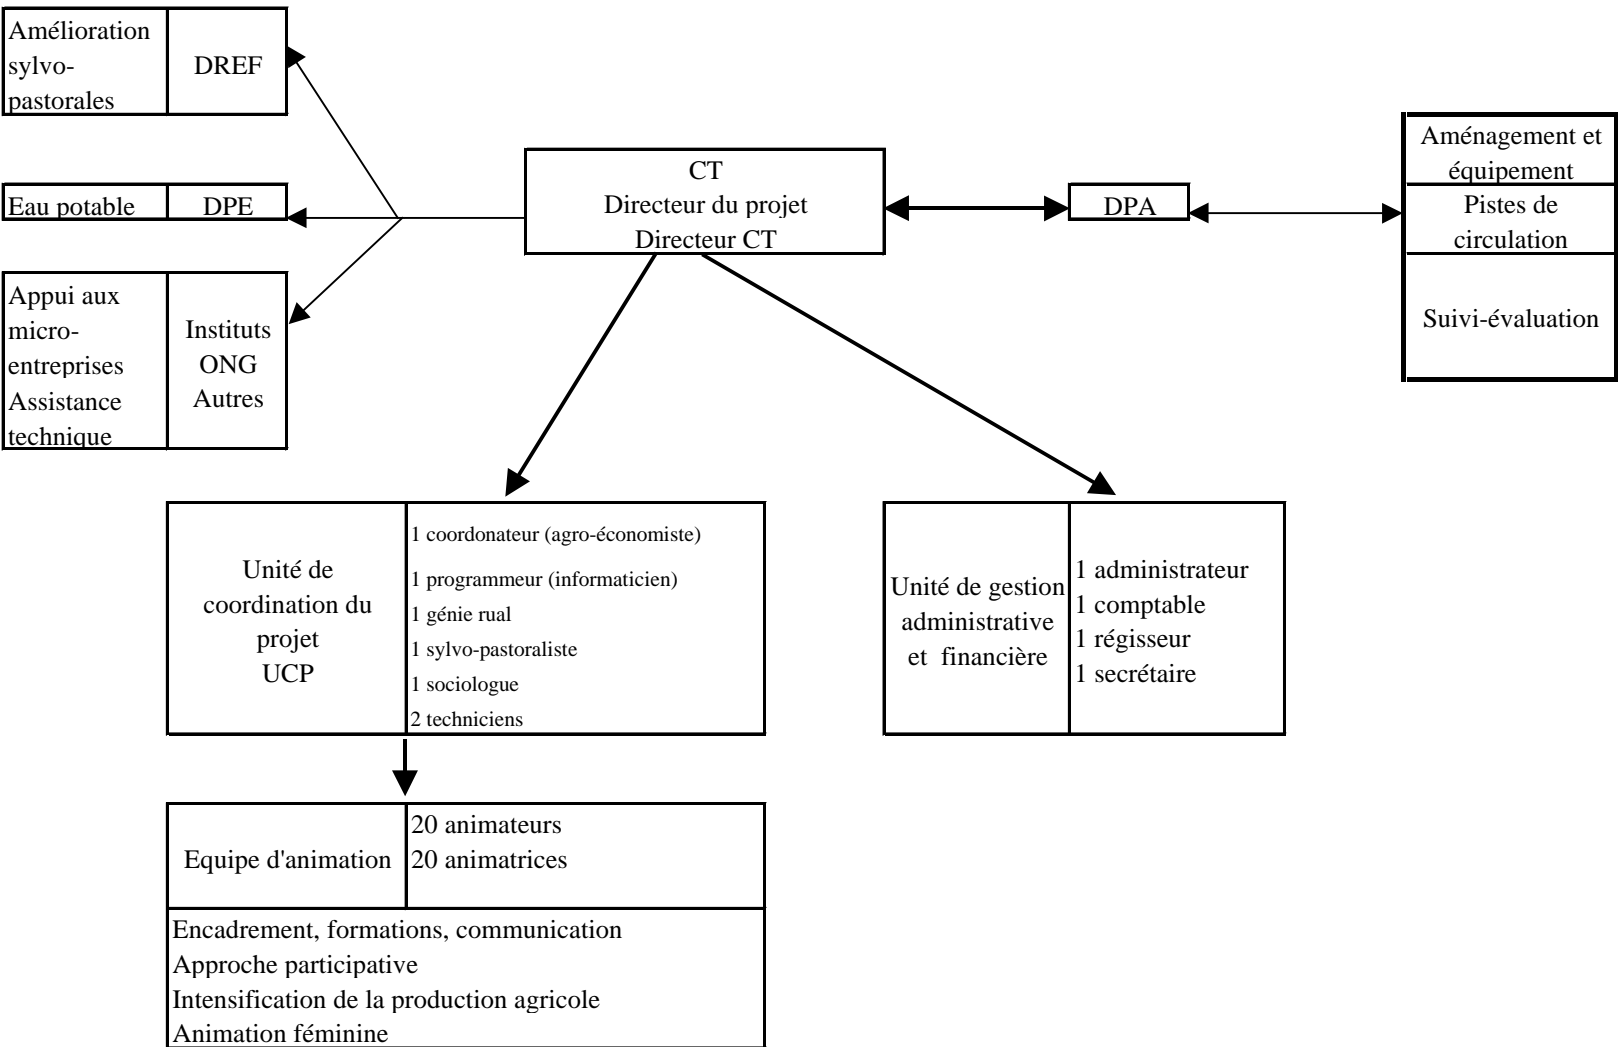 Amélioration
sylvo-
pastorales
DREF
Eau potable
DPE
Appui aux
micro-
entreprises
Assistance
technique
Instituts
ONG
Autres
CT
Directeur du projet
Directeur CT
DPA
Aménagement et
équipement
Pistes de
circulation
Suivi-évaluation
Unité de
coordination du
projet
UCP
1 coordonateur (agro-économiste)
1 programmeur (informaticien)
1 génie rual
1 sylvo-pastoraliste
1 sociologue
2 techniciens
Unité de gestion
administrative
et financière
1 administrateur
1 comptable
1 régisseur
1 secrétaire
Equipe d'animation
20 animateurs
20 animatrices
Encadrement, formations, communication
Approche participative
Intensification de la production agricole
Animation féminine